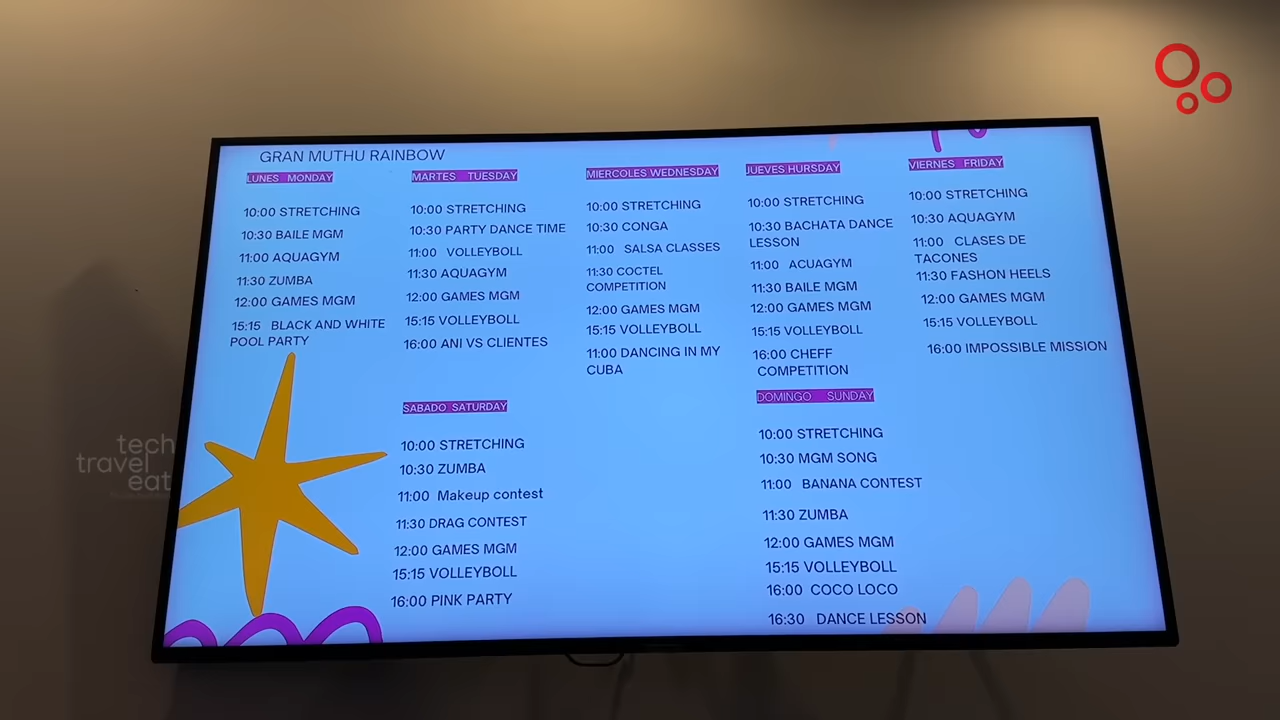 GRAN MUTHU RAINBOW
LUNES MONDAY
10:00 STRETCHING
10:30 BAILE MGM
11:00 AQUAGYM
11:30 ZUMBA
12:00 GAMES MGM
15:15 BLACK AND WHITE
POOL PARTY
MARTES TUESDAY
10:00 STRETCHING
10:30 PARTY DANCE TIME
11:00 VOLLEYBOLL
11:30 AQUAGYM
12:00 GAMES MGM
15:15 VOLLEYBOLL
16:00 ANI VS CLIENTES
MIERCOLES WEDNESDAY
10:00 STRETCHING
10:30 CONGA
11:00 SALSA CLASSES
11:30 COCTEL
COMPETITION
12:00 GAMES MGM
15:15 VOLLEYBOLL
11:00 DANCING IN MY
CUBA
JUEVES HURSDAY
10:00 STRETCHING
10:30 BACHATA DANCE
LESSON
11:00 ACUAGYM
11:30 BAILE MGM
12:00 GAMES MGM
15:15 VOLLEYBOLL
16:00 CHEFF
COMPETITION
VIERNES FRIDAY
10:00 STRETCHING
10:30 AQUAGYM
11:00 CLASES DE
TACONES
11:30 FASHON HEELS
12:00 GAMES MGM
15:15 VOLLEYBOLL
16:00 IMPOSSIBLE MISSION
SABADO SATURDAY
10:00 STRETCHING
10:30 ZUMBA
11:00 Makeup contest
11:30 DRAG CONTEST
12:00 GAMES MGM
15:15 VOLLEYBOLL
16:00 PINK PARTY
DOMINGO SUNDAY
10:00 STRETCHING
10:30 MGM SONG
11:00 BANANA CONTEST
11:30 ZUMBA
12:00 GAMES MGM
15:15 VOLLEYBOLL
16:00 COCO LOCO
16:30 DANCE LESSON
tech
travel
eat